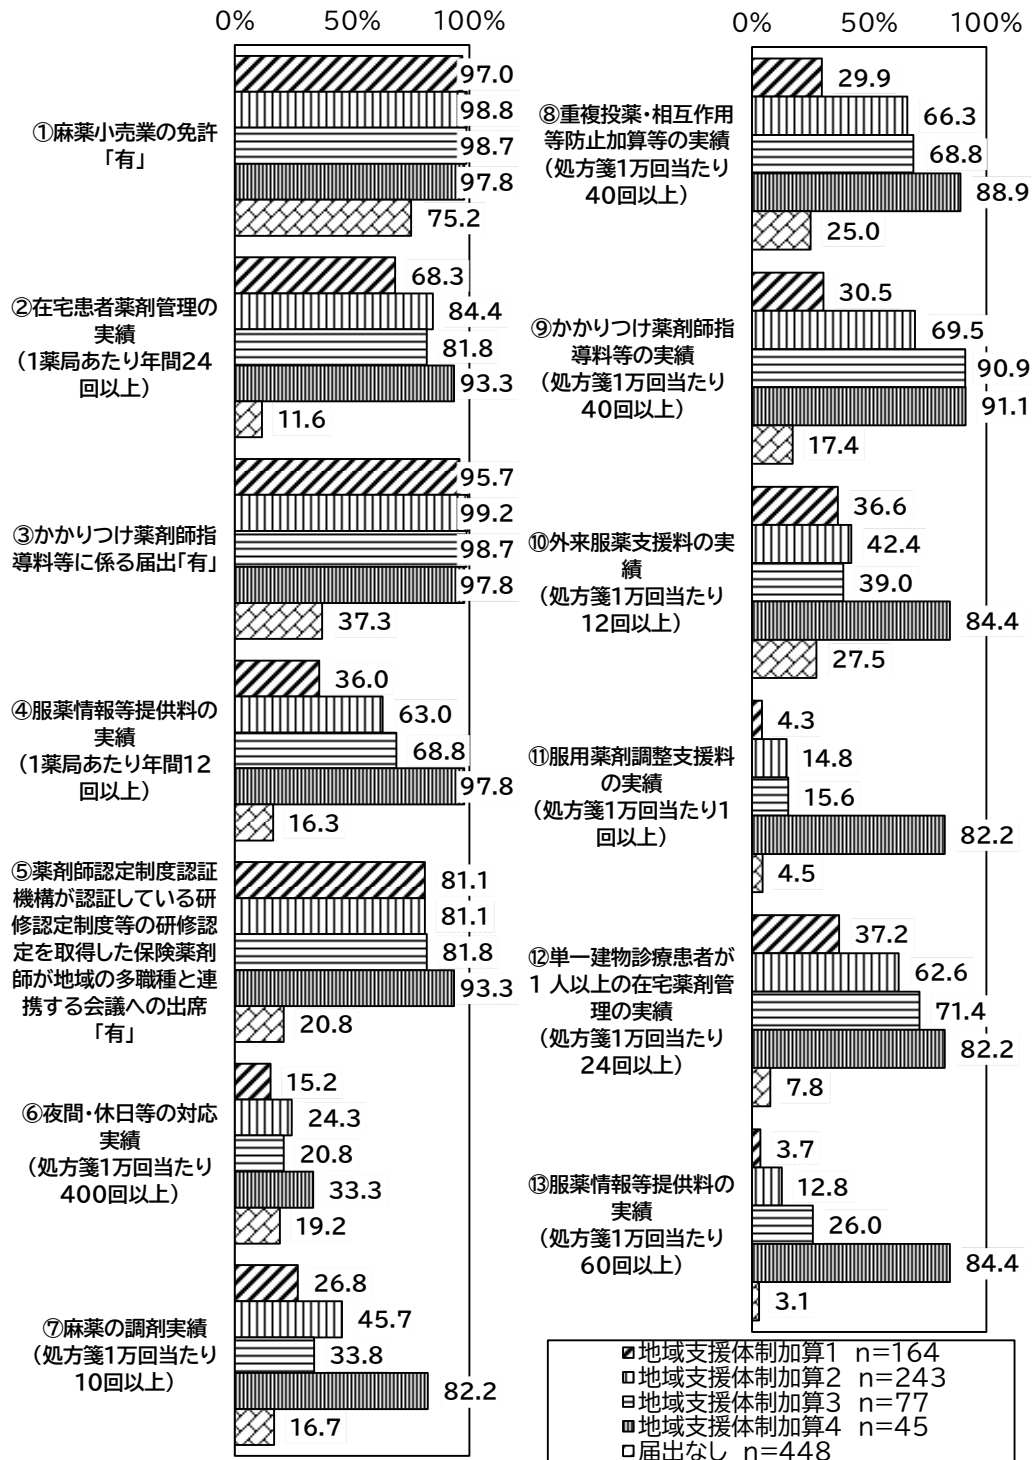 0% 50% 100%
①麻薬小売業の免許
「有」
97.0
98.8
98.7
97.8
75.2
②在宅患者薬剤管理の
実績
（1薬局あたり年間24
回以上）
68.3
84.4
81.8
93.3
11.6
③かかりつけ薬剤師指
導料等に係る届出「有」
95.7
99.2
98.7
97.8
37.3
④服薬情報等提供料の
実績
（1薬局あたり年間12
回以上）
36.0
63.0
68.8
97.8
16.3
⑤薬剤師認定制度認証
機構が認証している研
修認定制度等の研修認
定を取得した保険薬剤
師が地域の多職種と連
携する会議への出席
「有」
81.1
81.1
81.8
93.3
20.8
⑥夜間・休日等の対応
実績
（処方箋1万回当たり
400回以上）
15.2
24.3
20.8
33.3
19.2
⑦麻薬の調剤実績
（処方箋1万回当たり
10回以上）
26.8
45.7
33.8
82.2
16.7
0% 50% 100%
⑧重複投薬・相互作用
等防止加算等の実績
（処方箋1万回当たり
40回以上）
29.9
66.3
68.8
88.9
25.0
⑨かかりつけ薬剤師指
導料等の実績
（処方箋1万回当たり
40回以上）
30.5
69.5
90.9
91.1
17.4
⑩外来服薬支援料の実
績
（処方箋1万回当たり
12回以上）
36.6
42.4
39.0
84.4
27.5
⑪服用薬剤調整支援料
の実績
（処方箋1万回当たり1
回以上）
4.3
14.8
15.6
82.2
4.5
⑫単一建物診療患者が
1 人以上の在宅薬剤管
理の実績
（処方箋1万回当たり
24回以上）
37.2
62.6
71.4
82.2
7.8
⑬服薬情報等提供料の
実績
（処方箋1万回当たり
60回以上）
3.7
12.8
26.0
84.4
3.1
地域支援体制加算1 n=164
地域支援体制加算2 n=243
地域支援体制加算3 n=77
地域支援体制加算4 n=45
届出なし n=448